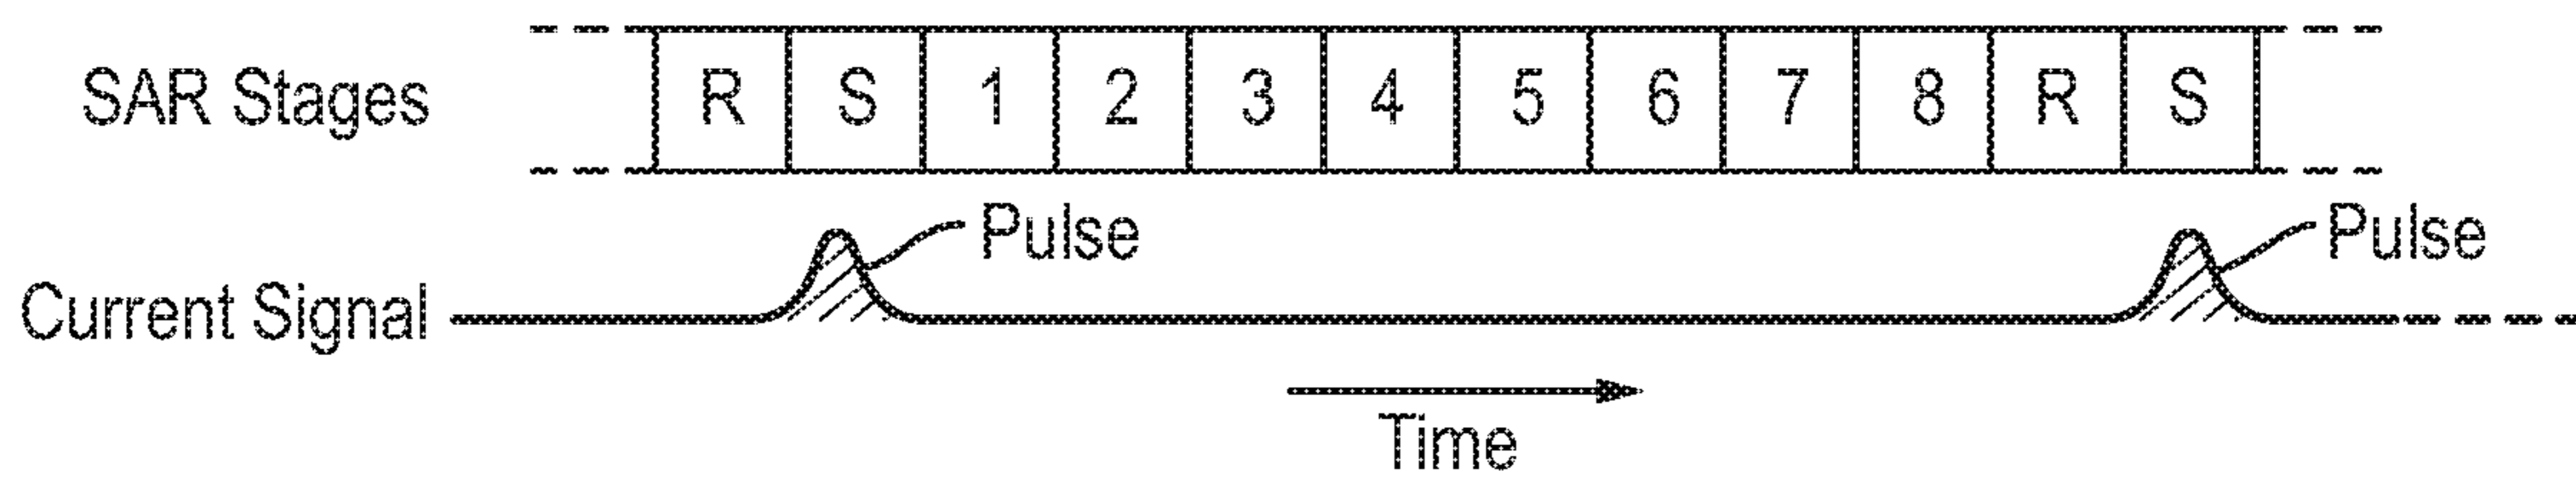 SAR Stages R S 1 2 3 4 5 6 7 8 R S
Pulse Pulse
Current Signal
Time